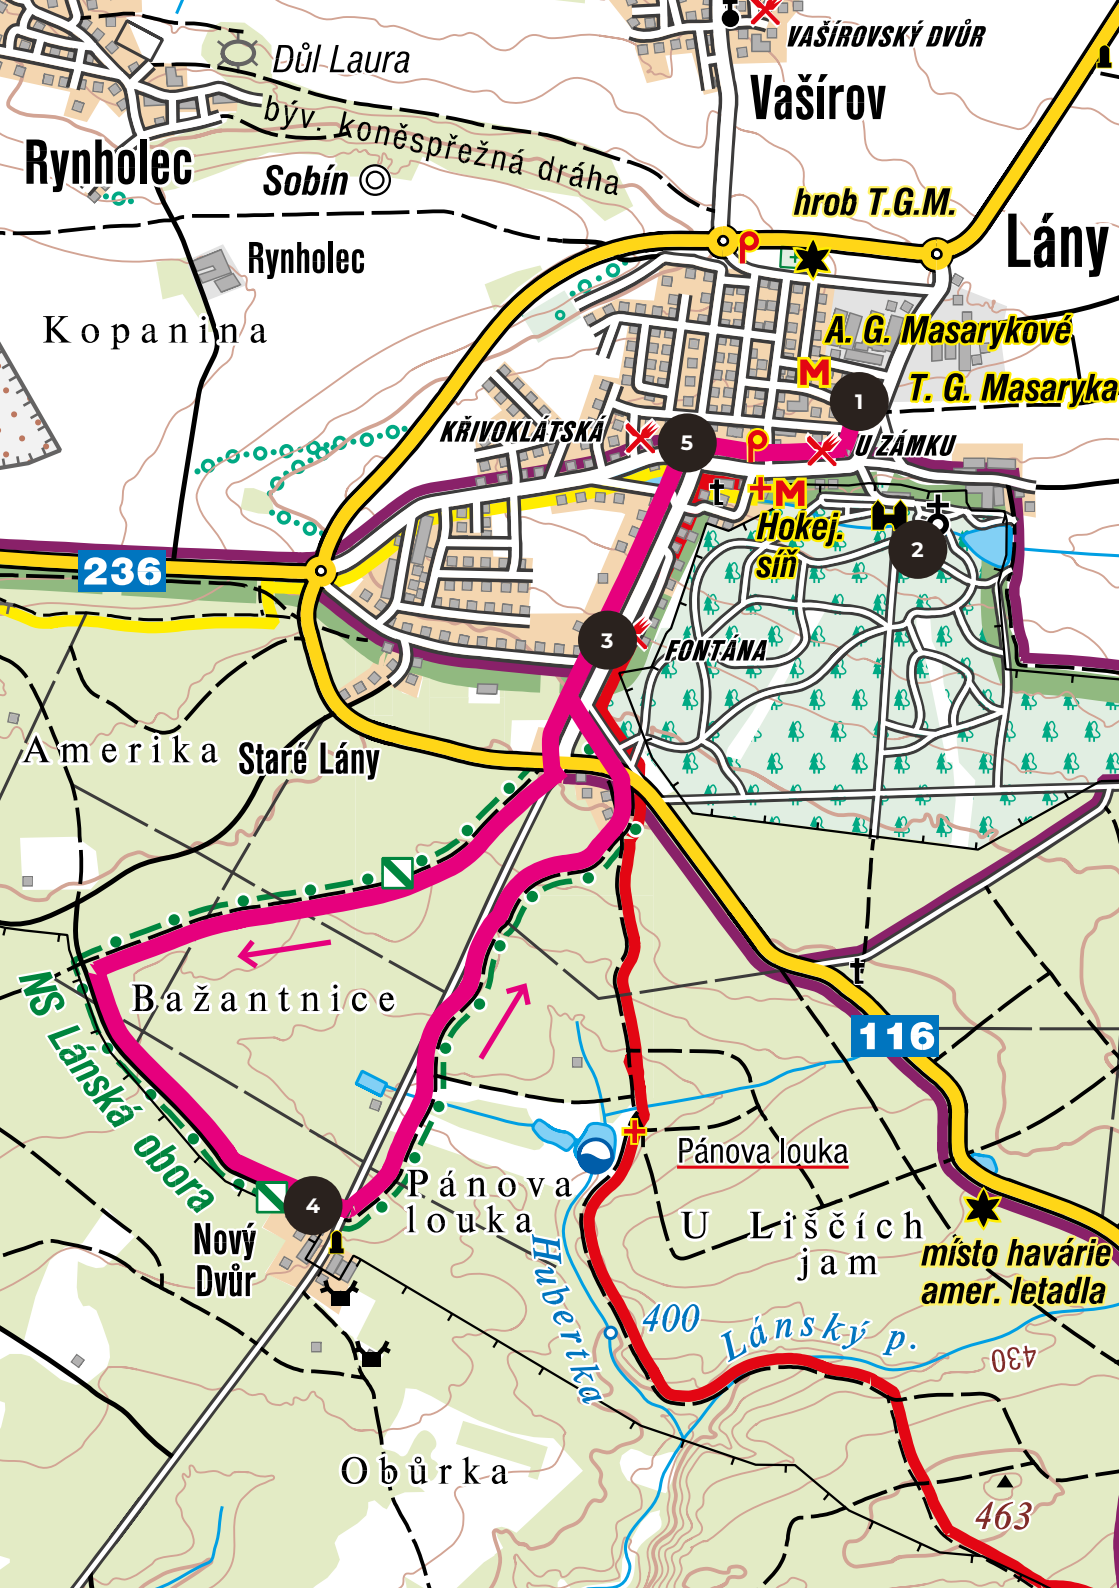 VAŠÍROVSKÝ DVŮR
Důl Laura
Vašírov
býv. koněspřežná dráha
Rynholec
Sobín
hrob T.G.M.
Lány
Rynholec
Kopanina
A. G. Masarykové
M
T. G. Masaryka
1
KŘIVOKLÁTSKÁ
5
U ZÁMKU
M
Hokej.
síň
2
236
3
FONTÁNA
Amerika
Staré Lány
NS Lánská obora
Bažantnice
116
Pánova louka
Pánova
louka
4
Nový
Dvůr
U Liščích
jam
místo havárie
amer. letadla
Hubertka
400
Lánský p.
430
Obůrka
463